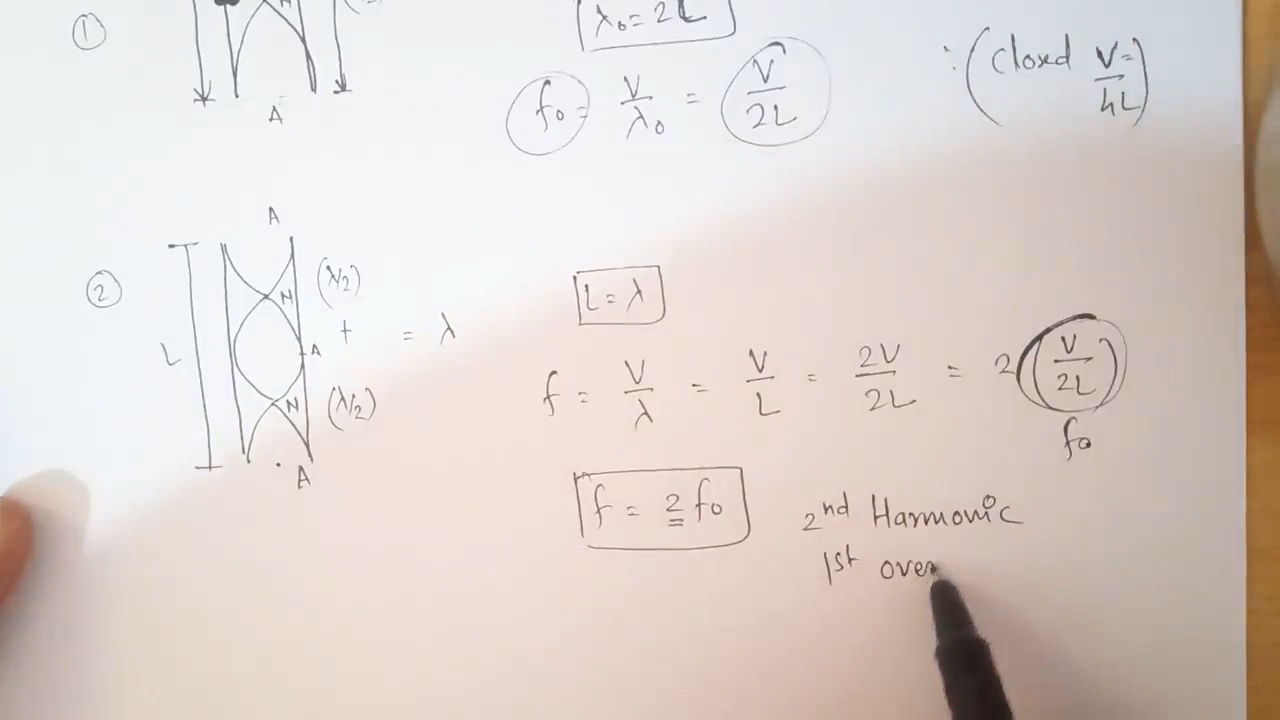 ①
N
A
λ₀ = 2L
f₀ = V/λ₀ = V/2L
∵ (Closed V/4L =)
②
A
(λ/2)
N
L
A
+ = λ
N
(λ/2)
A
L = λ
f = V/λ = V/L = 2V/2L = 2(V/2L)
f₀
f = 2f₀
2nd Harmonic
1st over